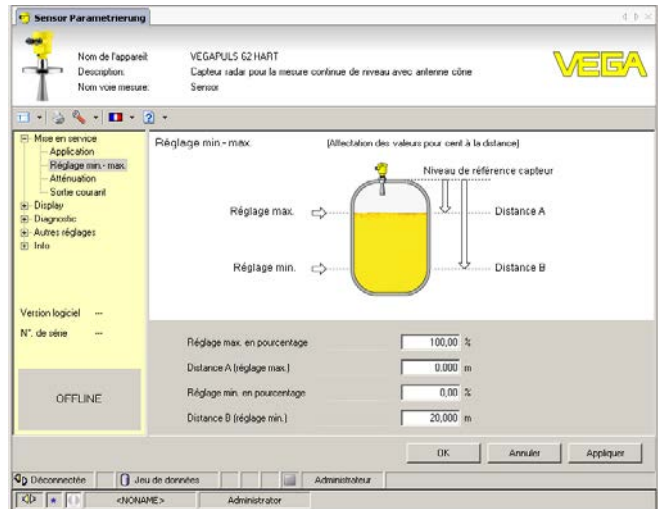 Sensor Parametrierung
Nom de l'appareil: VEGAPULS 62 HART
Description: Capteur radar pour la mesure continue de niveau avec antenne cône
Nom voie mesure: Sensor
VEGA
Mise en service
Application
Réglage min.- max.
Atténuation
Sortie courant
Display
Diagnostic
Autres réglages
Info
Version logiciel ---
N°. de série ---
OFFLINE
Réglage min.- max. (Affectation des valeurs pour cent à la distance)
Niveau de référence capteur
Réglage max. Distance A
Réglage min. Distance B
Réglage max. en pourcentage 100,00 %
Distance A (réglage max.) 0.000 m
Réglage min. en pourcentage 0,00 %
Distance B (réglage min.) 20,000 m
OK Annuler Appliquer
Déconnectée Jeu de données Administrateur
<NONAME> Administrator